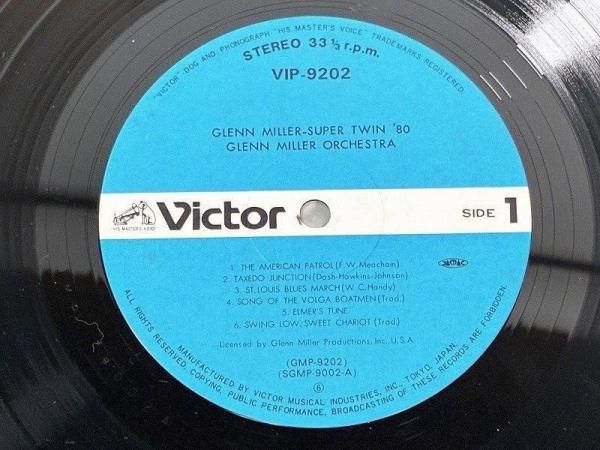 "VICTOR"-DOG AND PHONOGRAPH-"HIS MASTER'S VOICE" TRADEMARKS REGISTERED.
STEREO 33⅓ r.p.m.
VIP-9202
GLENN MILLER-SUPER TWIN '80
GLENN MILLER ORCHESTRA
HIS MASTER'S VOICE
Victor
SIDE 1
1. THE AMERICAN PATROL(F.W.Meacham)
2. TAXEDO JUNCTION(Dash-Hawkins-Johnson)
3. ST. LOUIS BLUES MARCH(W.C.Handy)
4. SONG OF THE VOLGA BOATMEN(Trad.)
5. ELMER'S TUNE
6. SWING LOW, SWEET CHARIOT(Trad.)
JASRAC
Licensed by Glenn Miller Productions, Inc., U.S.A.
(GMP-9202)
(SGMP-9002-A)
⑥
MANUFACTURED BY VICTOR MUSICAL INDUSTRIES, INC., TOKYO, JAPAN.
ALL RIGHTS RESERVED. COPYING, PUBLIC PERFORMANCE, BROADCASTING OF THESE RECORDS ARE FORBIDDEN.